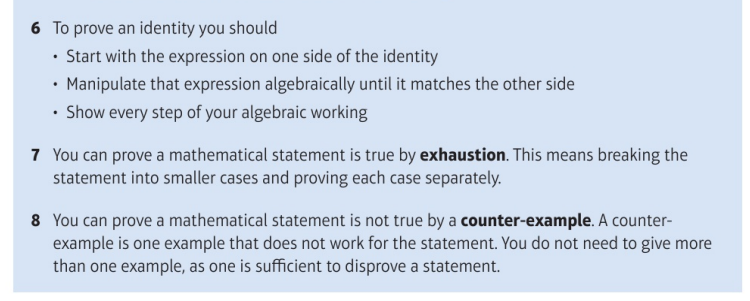 6 To prove an identity you should
• Start with the expression on one side of the identity
• Manipulate that expression algebraically until it matches the other side
• Show every step of your algebraic working
7 You can prove a mathematical statement is true by exhaustion. This means breaking the
statement into smaller cases and proving each case separately.
8 You can prove a mathematical statement is not true by a counter-example. A counter-
example is one example that does not work for the statement. You do not need to give more
than one example, as one is sufficient to disprove a statement.